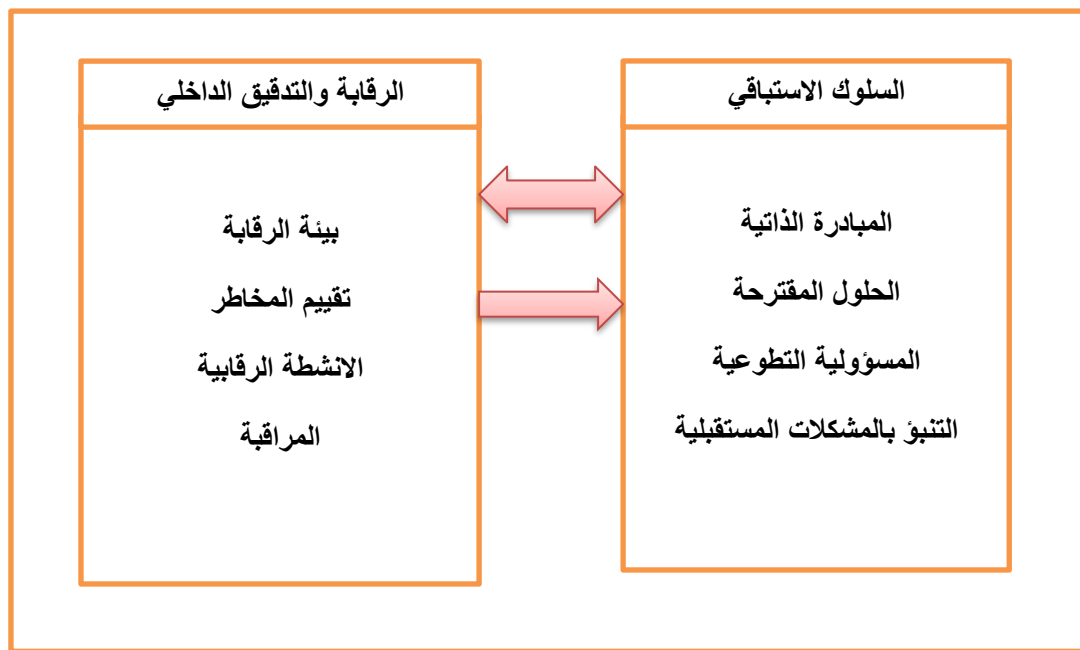 السلوك الاستباقي
المبادرة الذاتية
الحلول المقترحة
المسؤولية التطوعية
التنبؤ بالمشكلات المستقبلية
الرقابة والتدقيق الداخلي
بيئة الرقابة
تقييم المخاطر
الانشطة الرقابية
المراقبة